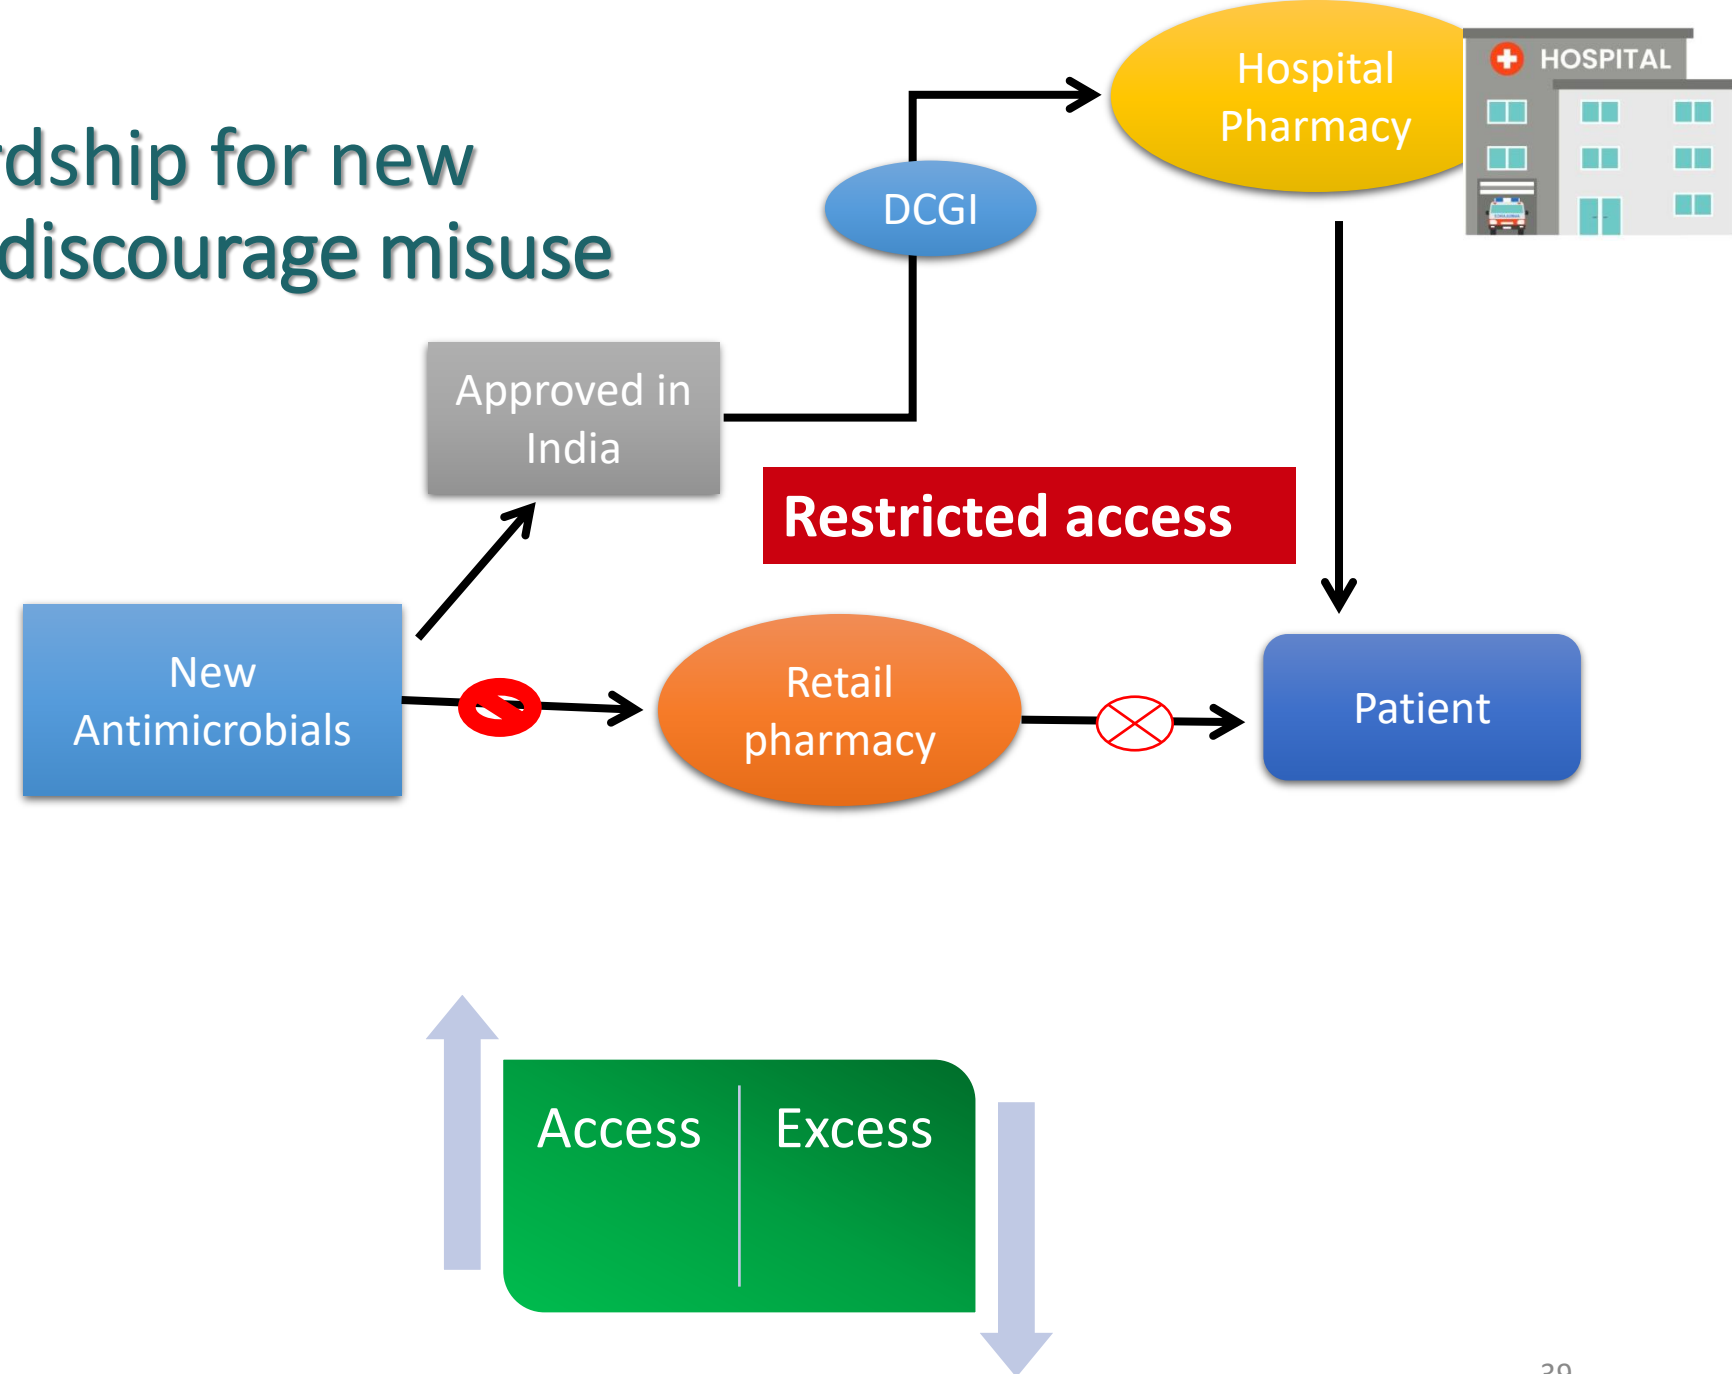 rdship for new
discourage misuse
Hospital
Pharmacy
HOSPITAL
DCGI
Approved in
India
Restricted access
New
Antimicrobials
Retail
pharmacy
Patient
Access
Excess